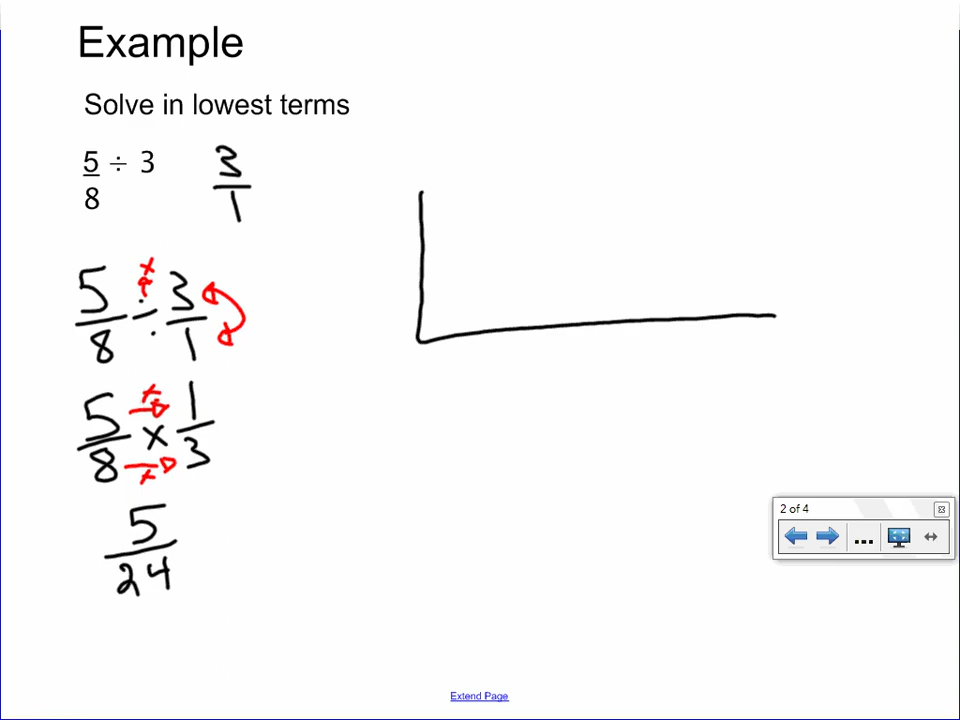 Example
Solve in lowest terms
5 ÷ 3
8
3
1
5 ÷ 3
8 1
x
5 x 1
8 3
x
x
5
24
2 of 4
...
Extend Page